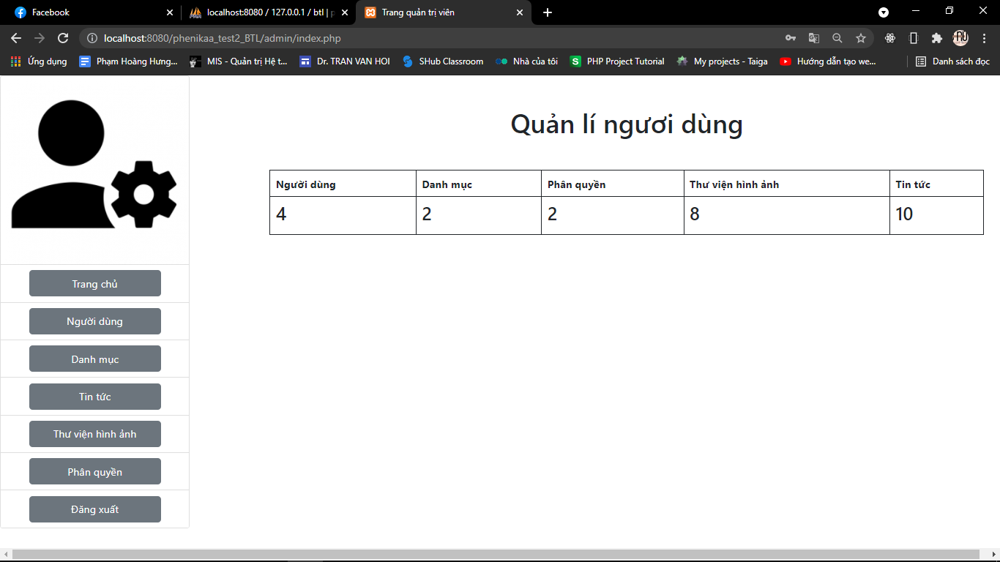 Facebook
localhost:8080 / 127.0.0.1 / btl | p
Trang quản trị viên
localhost:8080/phenikaa_test2_BTL/admin/index.php
Ứng dụng
Phạm Hoàng Hưng...
MIS - Quản trị Hệ t...
Dr. TRAN VAN HOI
SHub Classroom
Nhà của tôi
S
PHP Project Tutorial
My projects - Taiga
Hướng dẫn tạo we...
Danh sách đọc
Quản lí ngươi dùng
Người dùng Danh mục Phân quyền Thư viện hình ảnh Tin tức
4 2 2 8 10
Trang chủ
Người dùng
Danh mục
Tin tức
Thư viện hình ảnh
Phân quyền
Đăng xuất